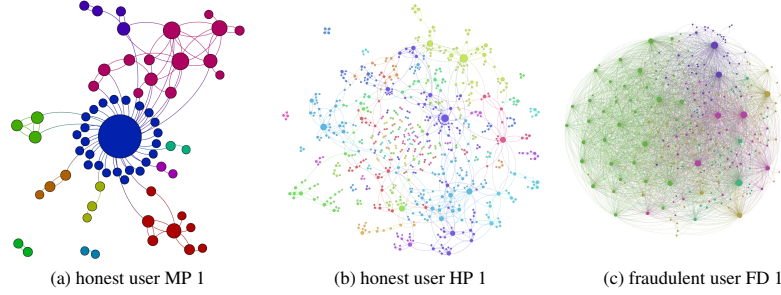 (a) honest user MP 1
(b) honest user HP 1
(c) fraudulent user FD 1